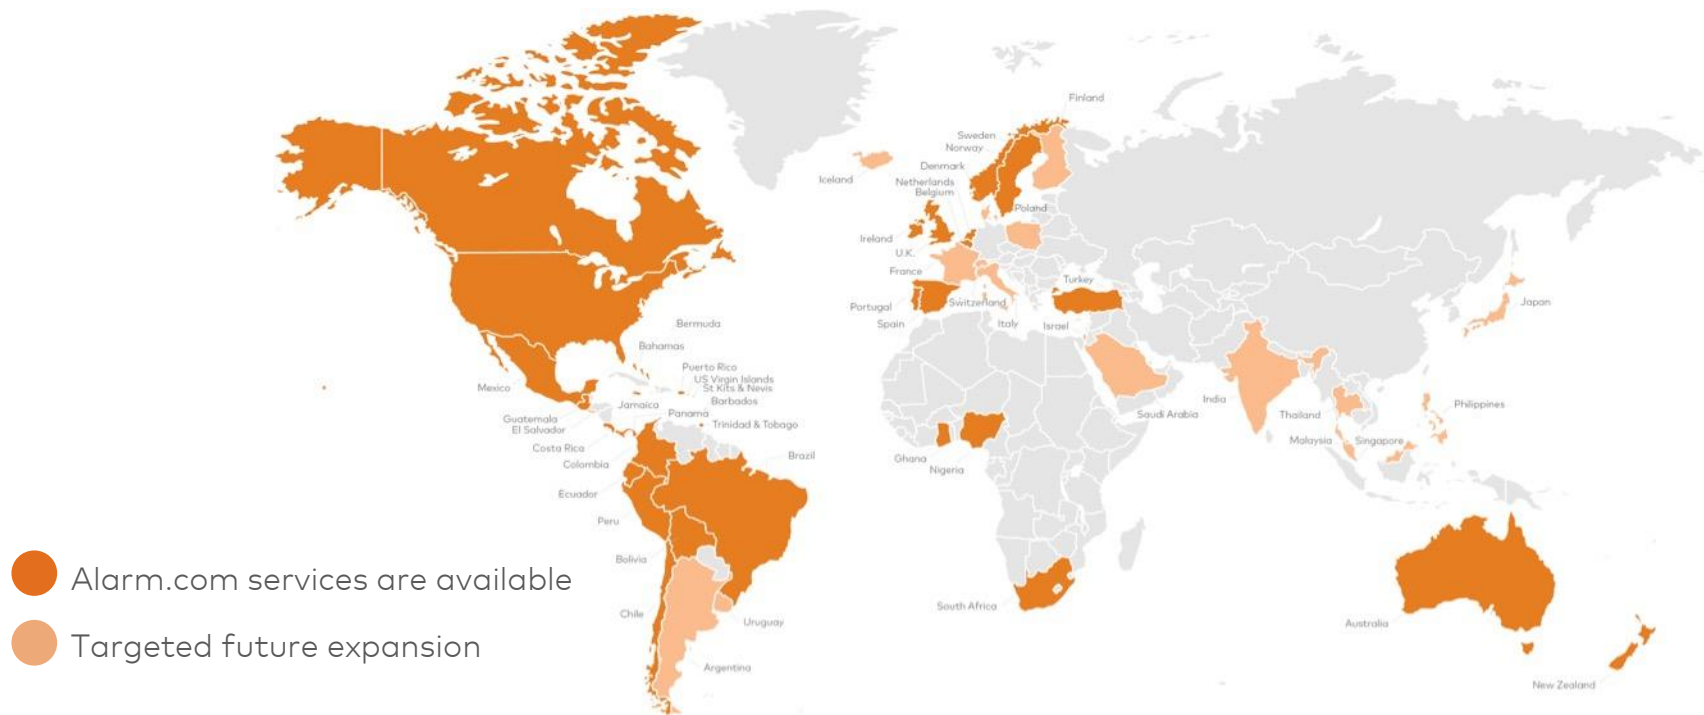 Finland
Sweden
Norway
Denmark
Iceland
Netherlands
Belgium
Poland
Ireland
U.K.
France
Turkey
Portugal
Switzerland
Japan
Spain
Italy
Israel
Bermuda
Bahamas
Puerto Rico
US Virgin Islands
St Kits & Nevis
Mexico
Barbados
Jamaica
Panama
Guatemala
El Salvador
Trinidad & Tobago
Costa Rica
Colombia
Brazil
Ecuador
Peru
Bolivia
Chile
Uruguay
Argentina
India
Saudi Arabia
Thailand
Philippines
Malaysia
Singapore
Ghana
Nigeria
South Africa
Australia
New Zealand
Alarm.com services are available
Targeted future expansion